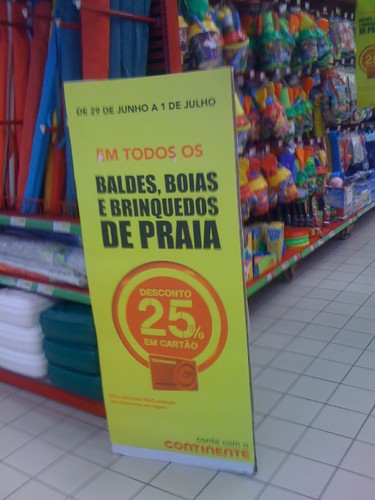 DE 29 DE JUNHO A 1 DE JULHO
EM TODOS OS
BALDES, BOIAS
E BRINQUEDOS
DE PRAIA
DESCONTO
25%
EM CARTÃO
conte com o
CONTINENTE